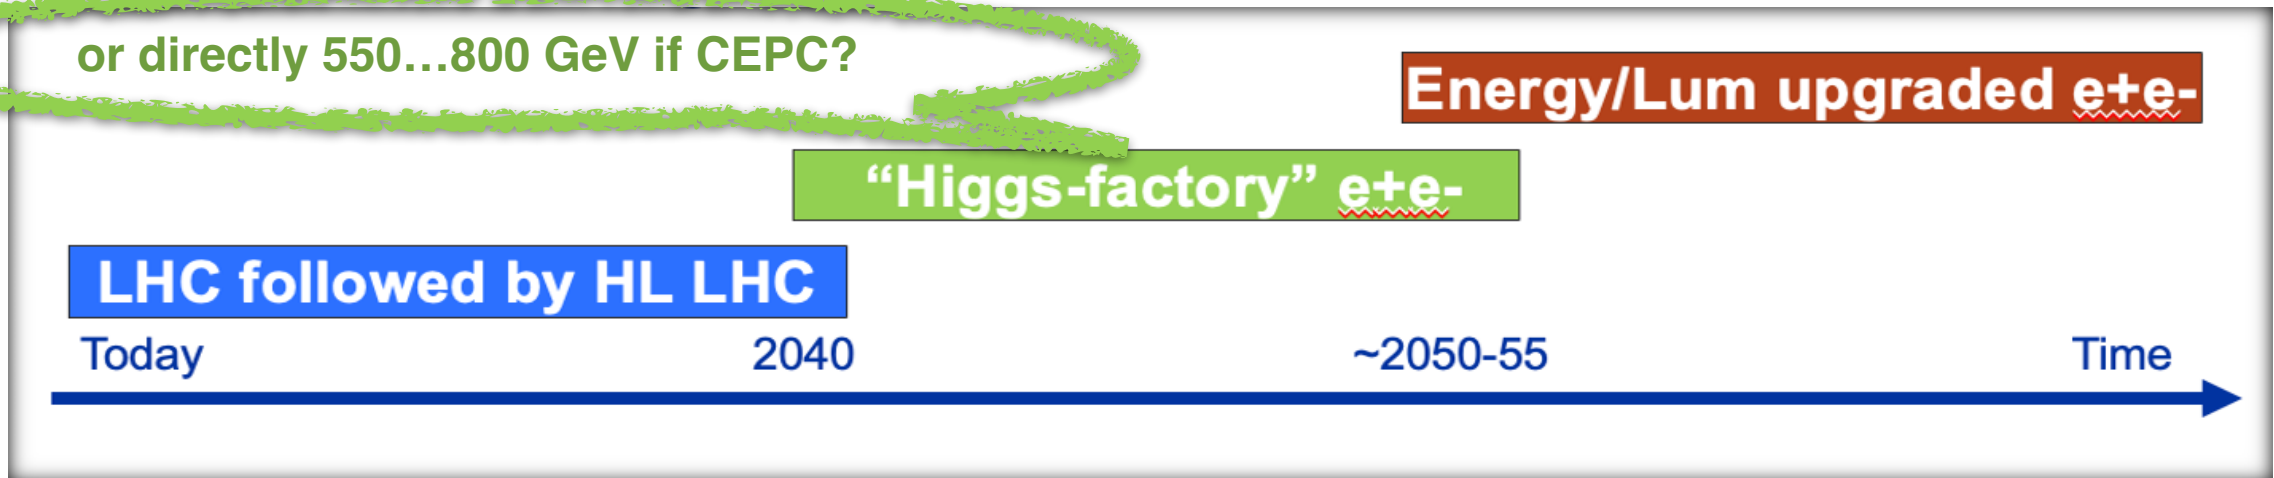 or directly 550...800 GeV if CEPC?
Energy/Lum upgraded e+e-
“Higgs-factory” e+e-
LHC followed by HL LHC
Today 2040 ~2050-55 Time